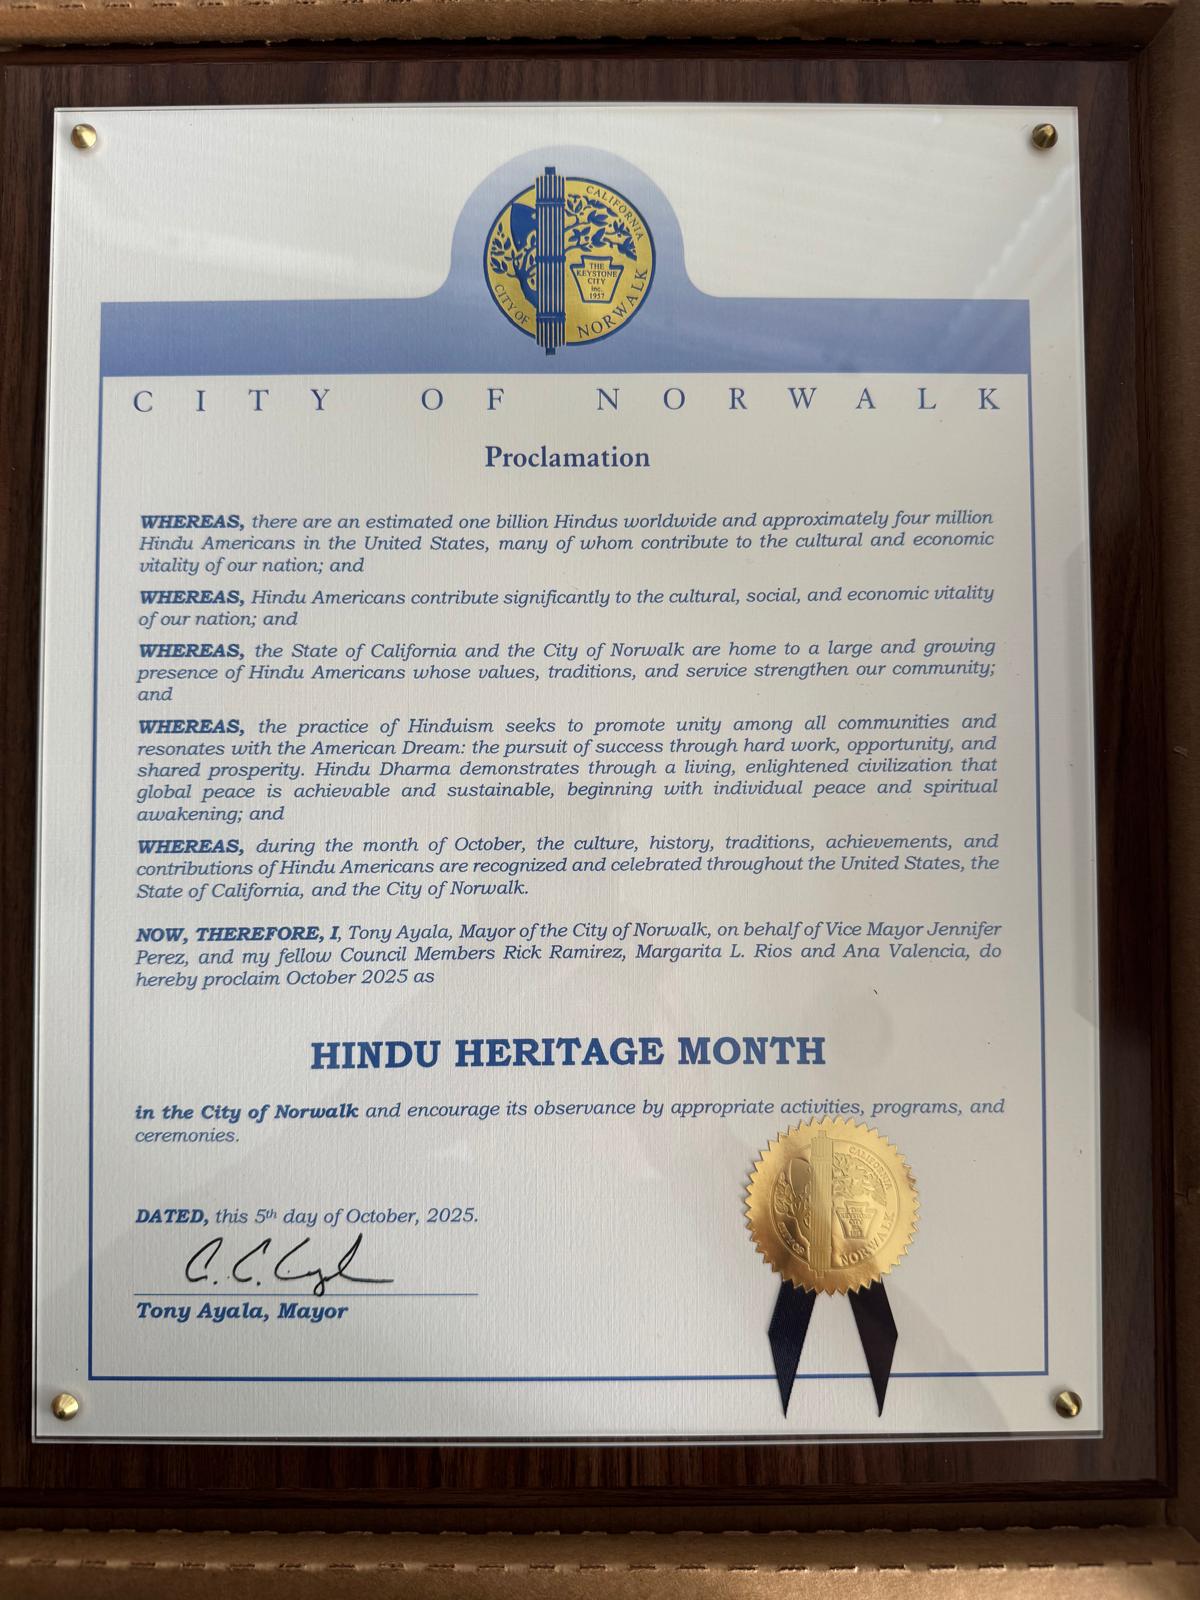 CALIFORNIA
THE
KEYSTONE
CITY
inc.
1957
CITY OF
NORWALK
CITY OF NORWALK
Proclamation
WHEREAS, there are an estimated one billion Hindus worldwide and approximately four million
Hindu Americans in the United States, many of whom contribute to the cultural and economic
vitality of our nation; and
WHEREAS, Hindu Americans contribute significantly to the cultural, social, and economic vitality
of our nation; and
WHEREAS, the State of California and the City of Norwalk are home to a large and growing
presence of Hindu Americans whose values, traditions, and service strengthen our community;
and
WHEREAS, the practice of Hinduism seeks to promote unity among all communities and
resonates with the American Dream: the pursuit of success through hard work, opportunity, and
shared prosperity. Hindu Dharma demonstrates through a living, enlightened civilization that
global peace is achievable and sustainable, beginning with individual peace and spiritual
awakening; and
WHEREAS, during the month of October, the culture, history, traditions, achievements, and
contributions of Hindu Americans are recognized and celebrated throughout the United States, the
State of California, and the City of Norwalk.
NOW, THEREFORE, I, Tony Ayala, Mayor of the City of Norwalk, on behalf of Vice Mayor Jennifer
Perez, and my fellow Council Members Rick Ramirez, Margarita L. Rios and Ana Valencia, do
hereby proclaim October 2025 as
HINDU HERITAGE MONTH
in the City of Norwalk and encourage its observance by appropriate activities, programs, and
ceremonies.
DATED, this 5th day of October, 2025.
Tony Ayala, Mayor
CALIFORNIA
NORWALK